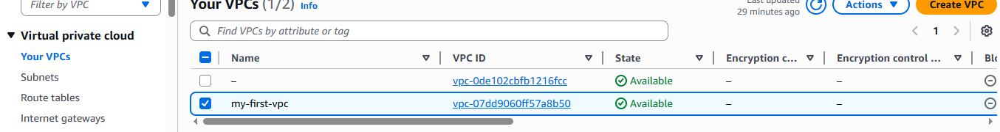 Filter by VPC
Virtual private cloud
Your VPCs
Subnets
Route tables
Internet gateways
Your VPCs (1/2) Info
Last updated
29 minutes ago
Actions
Create VPC
Find VPCs by attribute or tag
1
Name VPC ID State Encryption c... Encryption control ... Blo
– vpc-0de102cbfb1216fcc Available – –
my-first-vpc vpc-07dd9060ff57a8b50 Available – –